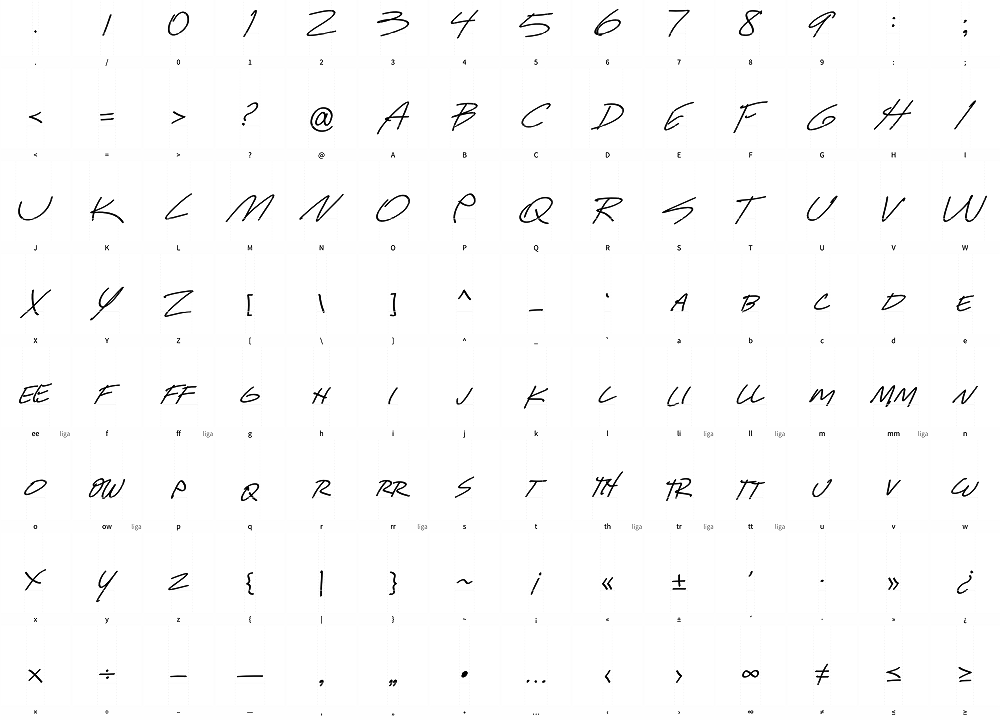 . / 0 1 2 3 4 5 6 7 8 9 : ;
. / 0 1 2 3 4 5 6 7 8 9 : ;
< = > ? @ A B C D E F G H I
< = > ? @ A B C D E F G H I
J K L M N O P Q R S T U V W
J K L M N O P Q R S T U V W
X Y Z [ \ ] ^ _ ` A B C D E
X Y Z [ \ ] ^ _ ` a b c d e
EE F FF G H I J K L LI LL M MM N
ee liga f ff liga g h i j k l li liga ll liga m mm liga n
O OW P Q R RR S T TH TR TT U V W
o ow liga p q r rr liga s t th liga tr liga tt liga u v w
X Y Z { | } ~ ¡ « ± ´ · » ¿
x y z { | } ~ ¡ « ± ´ · » ¿
× ÷ – — ‚ „ • … ‹ › ∞ ≠ ≤ ≥
× ÷ – — ‚ „ • … ‹ › ∞ ≠ ≤ ≥